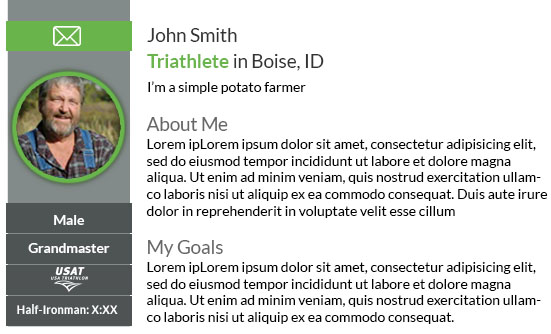 John Smith
Triathlete in Boise, ID
I'm a simple potato farmer
About Me
Lorem ipLorem ipsum dolor sit amet, consectetur adipisicing elit,
sed do eiusmod tempor incididunt ut labore et dolore magna
aliqua. Ut enim ad minim veniam, quis nostrud exercitation ullam-
co laboris nisi ut aliquip ex ea commodo consequat. Duis aute irure
dolor in reprehenderit in voluptate velit esse cillum
My Goals
Lorem ipLorem ipsum dolor sit amet, consectetur adipisicing elit,
sed do eiusmod tempor incididunt ut labore et dolore magna
aliqua. Ut enim ad minim veniam, quis nostrud exercitation ullam-
co laboris nisi ut aliquip ex ea commodo consequat.
Male
Grandmaster
USAT
USA TRIATHLON
Half-Ironman: X:XX